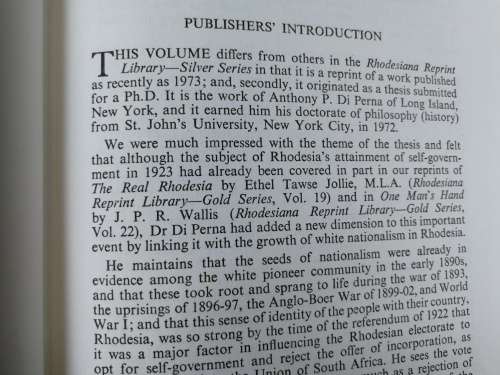 PUBLISHERS' INTRODUCTION
THIS VOLUME differs from others in the Rhodesiana Reprint
Library—Silver Series in that it is a reprint of a work published
as recently as 1973; and, secondly, it originated as a thesis submitted
for a Ph.D. It is the work of Anthony P. Di Perna of Long Island,
New York, and it earned him his doctorate of philosophy (history)
from St. John's University, New York City, in 1972.
We were much impressed with the theme of the thesis and felt
that although the subject of Rhodesia's attainment of self-govern-
ment in 1923 had already been covered in part in our reprints of
The Real Rhodesia by Ethel Tawse Jollie, M.L.A. (Rhodesiana
Reprint Library—Gold Series, Vol. 19) and in One Man's Hand
by J. P. R. Wallis (Rhodesiana Reprint Library—Gold Series,
Vol. 22), Dr Di Perna had added a new dimension to this important
event by linking it with the growth of white nationalism in Rhodesia.
He maintains that the seeds of nationalism were already in
evidence among the white pioneer community in the early 1890s,
and that these took root and sprang to life during the war of 1893,
the uprisings of 1896-97, the Anglo-Boer War of 1899-02, and World
War I; and that this sense of identity of the people with their country,
Rhodesia, was so strong by the time of the referendum of 1922 that
it was a major factor in influencing the Rhodesian electorate to
opt for self-government and reject the offer of incorporation, as
the Union of South Africa. He sees the vote
much as a rejection of